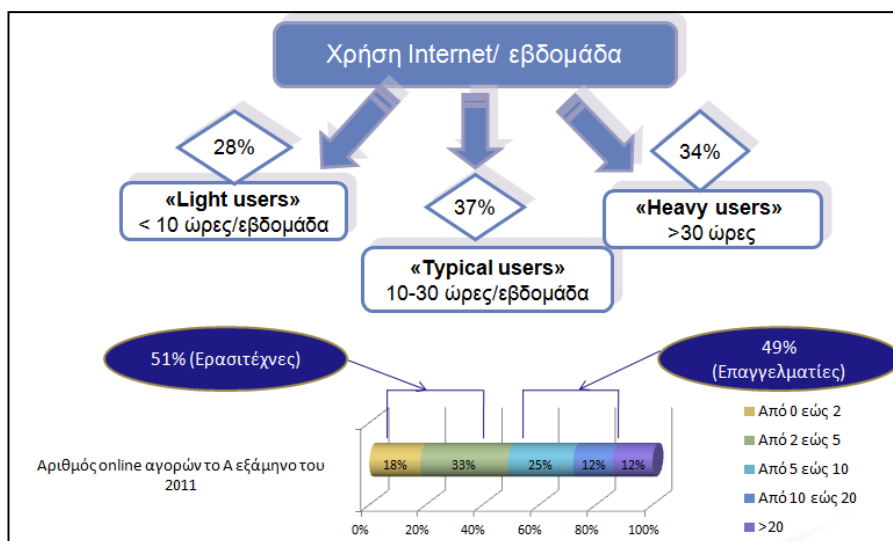 Χρήση Internet/ εβδομάδα
28%
«Light users»
< 10 ώρες/εβδομάδα
37%
«Typical users»
10-30 ώρες/εβδομάδα
34%
«Heavy users»
>30 ώρες
51% (Ερασιτέχνες)
49%
(Επαγγελματίες)
Αριθμός online αγορών το Α εξάμηνο του
2011
18% 33% 25% 12% 12%
0% 20% 40% 60% 80% 100%
Από 0 εώς 2
Από 2 εώς 5
Από 5 εώς 10
Από 10 εώς 20
>20